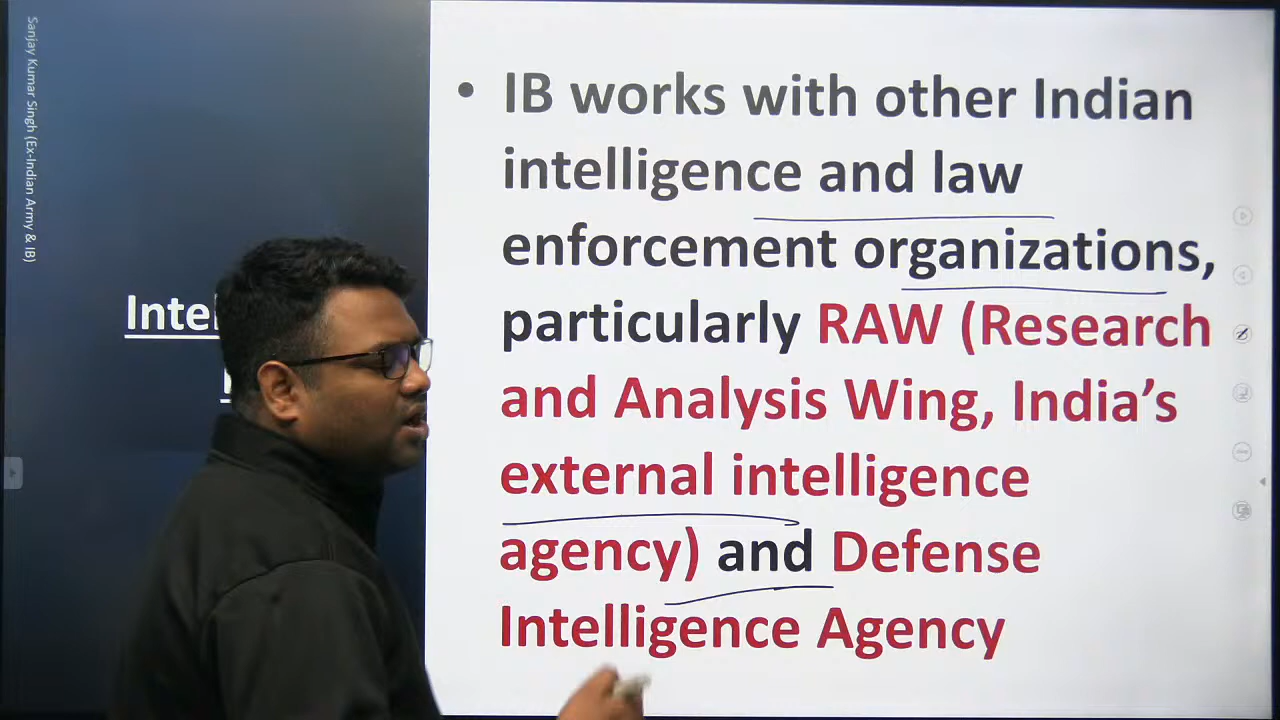 Sanjay Kumar Singh (Ex-Indian Army & IB)
• IB works with other Indian
intelligence and law
enforcement organizations,
particularly RAW (Research
and Analysis Wing, India’s
external intelligence
agency) and Defense
Intelligence Agency